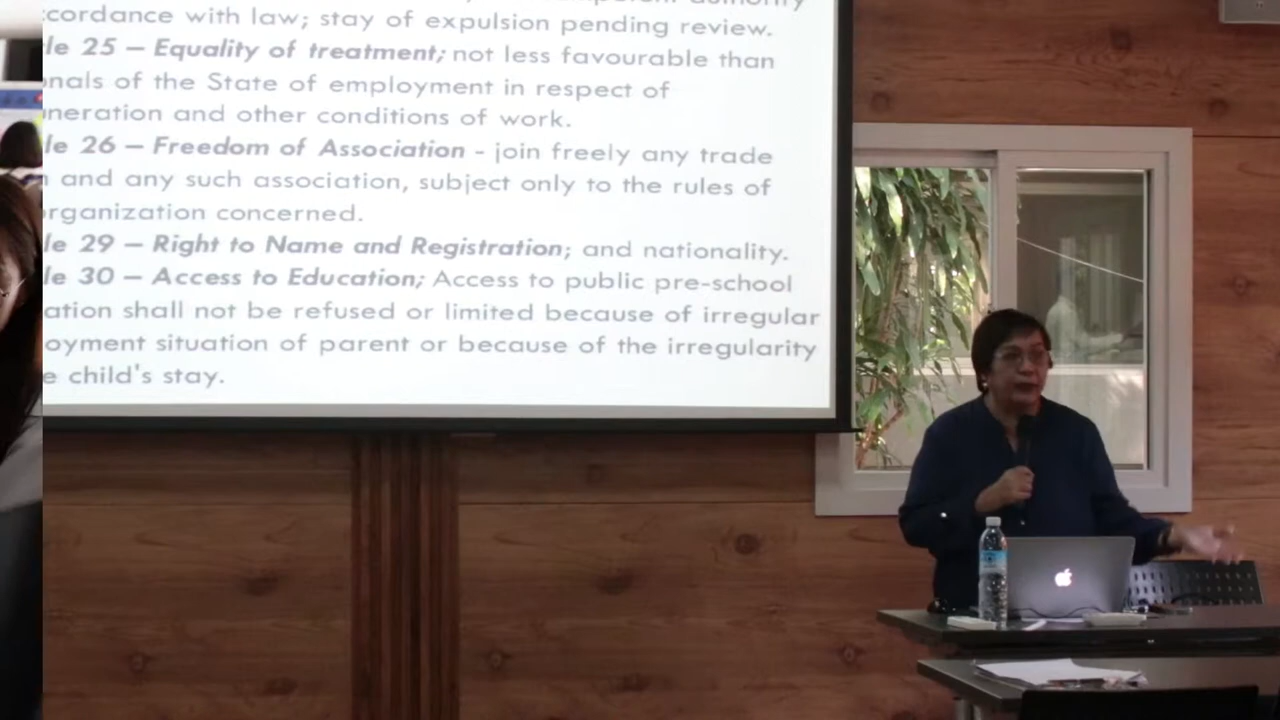 cordance with law; stay of expulsion pending review.
le 25 – Equality of treatment; not less favourable than
nals of the State of employment in respect of
neration and other conditions of work.
le 26 – Freedom of Association - join freely any trade
and any such association, subject only to the rules of
rganization concerned.
le 29 – Right to Name and Registration; and nationality.
le 30 – Access to Education; Access to public pre-school
ation shall not be refused or limited because of irregular
oyment situation of parent or because of the irregularity
e child's stay.